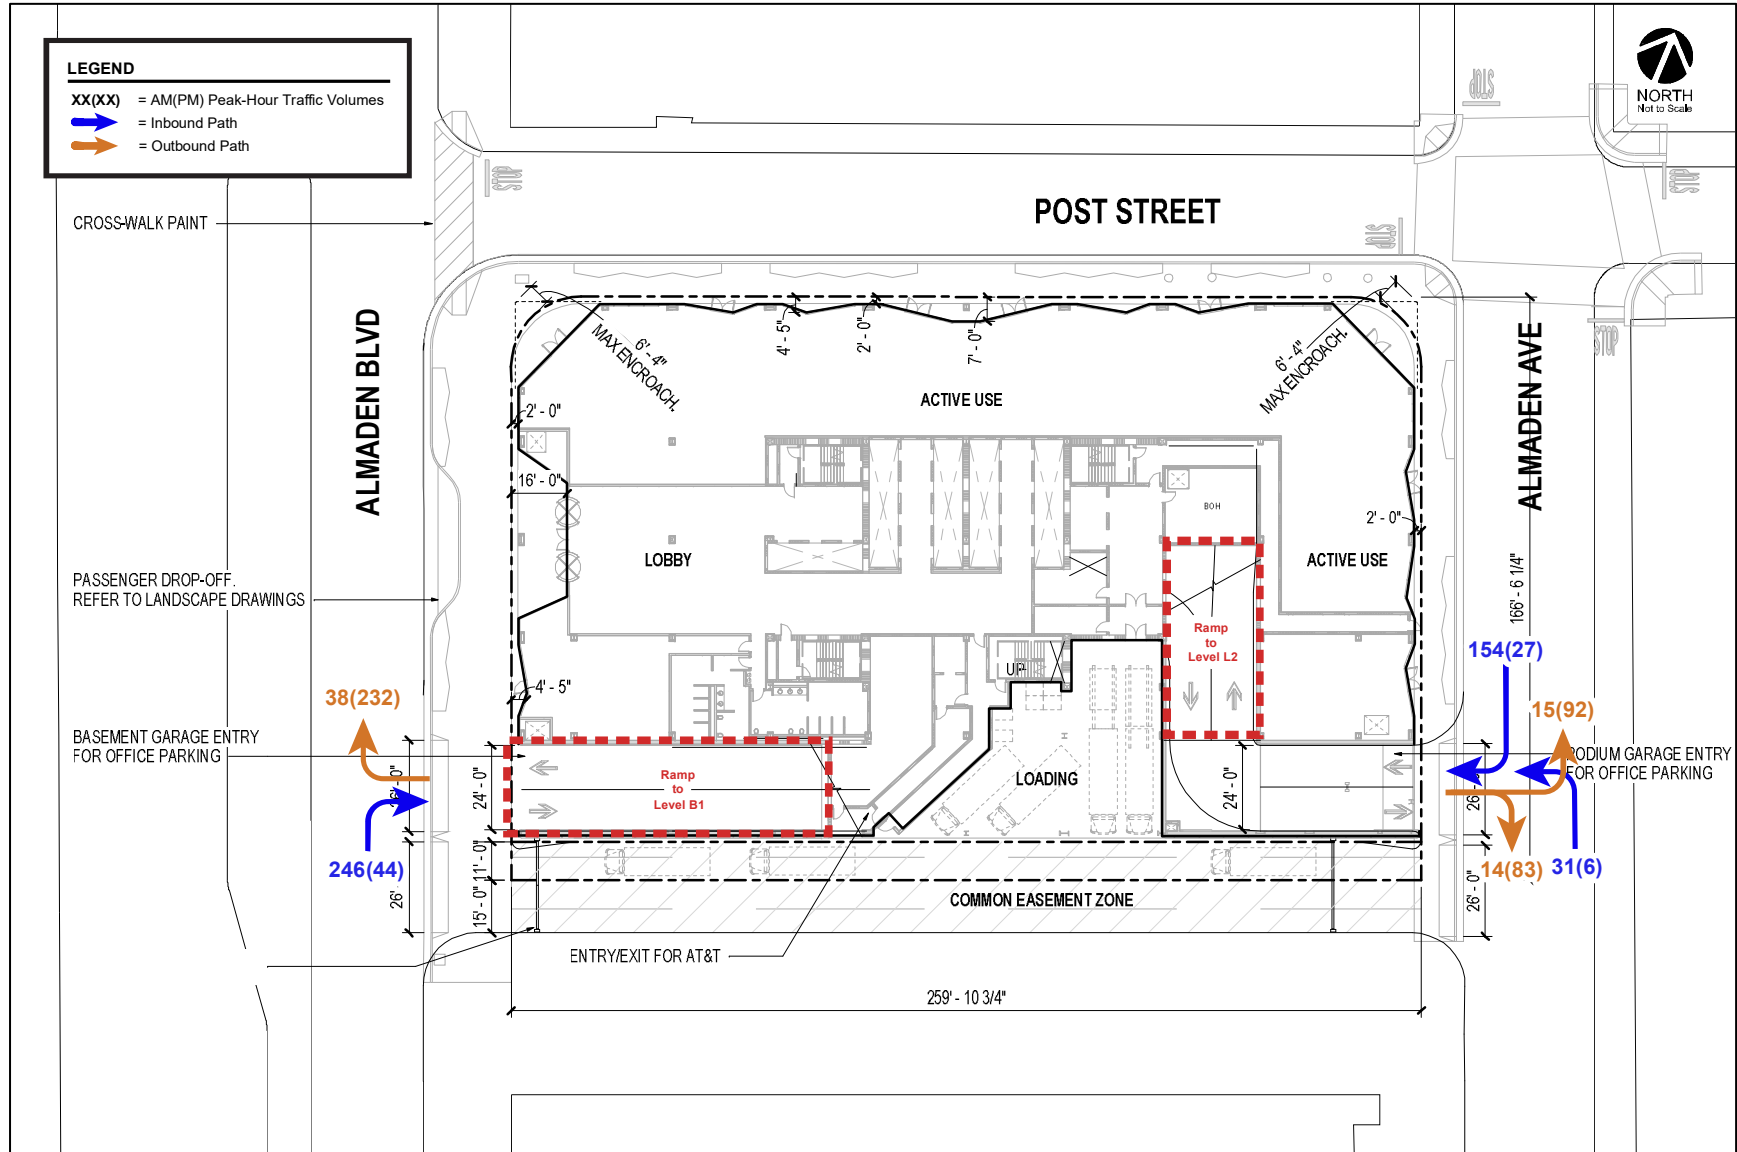 LEGEND
XX(XX) = AM(PM) Peak-Hour Traffic Volumes
= Inbound Path
= Outbound Path
NORTH
Not to Scale
STOP
STOP
STOP
STOP
STOP
CROSS-WALK PAINT
POST STREET
ALMADEN BLVD
ALMADEN AVE
6' - 4"
MAX ENCROACH.
4' - 5"
2' - 0"
7' - 0"
6' - 4"
MAX ENCROACH.
ACTIVE USE
2' - 0"
16' - 0"
BOH
2' - 0"
LOBBY
ACTIVE USE
166' - 6 1/4"
PASSENGER DROP-OFF.
REFER TO LANDSCAPE DRAWINGS
Ramp
to
Level L2
UP
154(27)
38(232)
4' - 5"
15(92)
BASEMENT GARAGE ENTRY
FOR OFFICE PARKING
PODIUM GARAGE ENTRY
FOR OFFICE PARKING
26' - 0"
24' - 0"
Ramp
to
Level B1
LOADING
24' - 0"
26' - 0"
246(44)
14(83)
31(6)
11' - 0"
26'
15' - 0"
26' - 0"
COMMON EASEMENT ZONE
ENTRY/EXIT FOR AT&T
259' - 10 3/4"